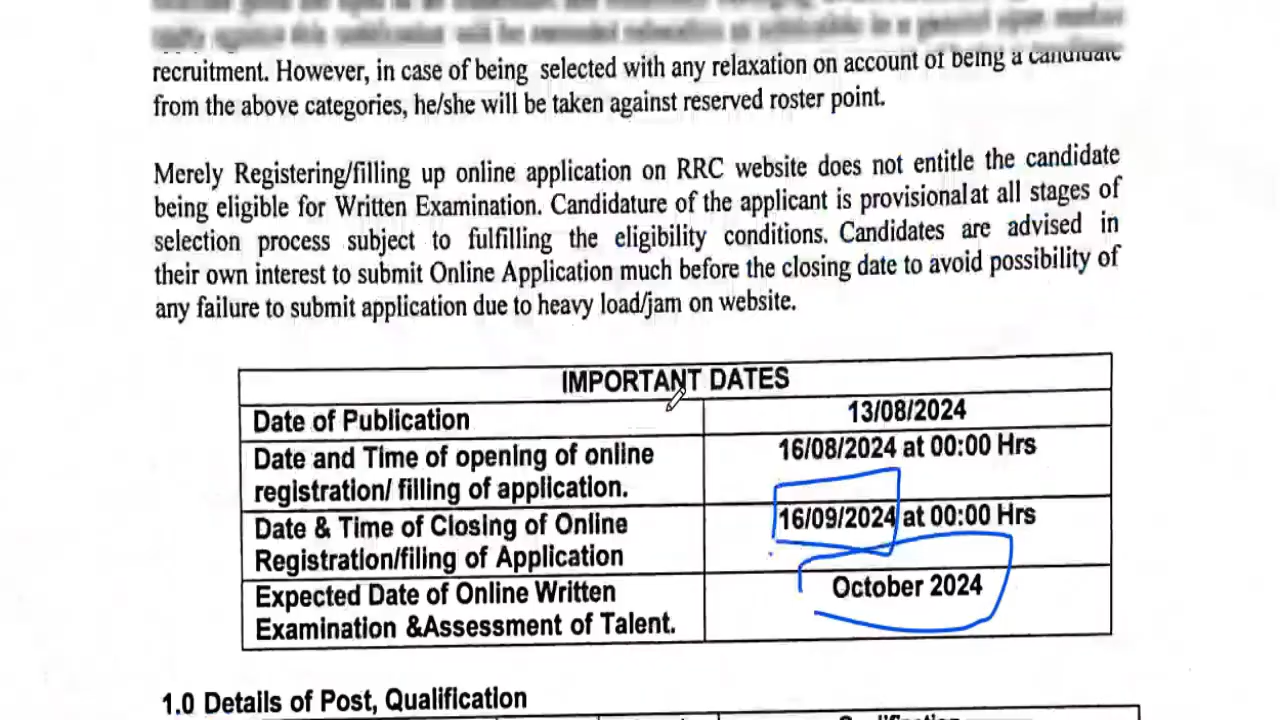 recruitment. However, in case of being selected with any relaxation on account of being a candidate
from the above categories, he/she will be taken against reserved roster point.
Merely Registering/filling up online application on RRC website does not entitle the candidate
being eligible for Written Examination. Candidature of the applicant is provisional at all stages of
selection process subject to fulfilling the eligibility conditions. Candidates are advised in
their own interest to submit Online Application much before the closing date to avoid possibility of
any failure to submit application due to heavy load/jam on website.
IMPORTANT DATES
Date of Publication 13/08/2024
Date and Time of opening of online 16/08/2024 at 00:00 Hrs
registration/ filling of application.
Date & Time of Closing of Online 16/09/2024 at 00:00 Hrs
Registration/filing of Application
Expected Date of Online Written October 2024
Examination &Assessment of Talent.
1.0 Details of Post, Qualification